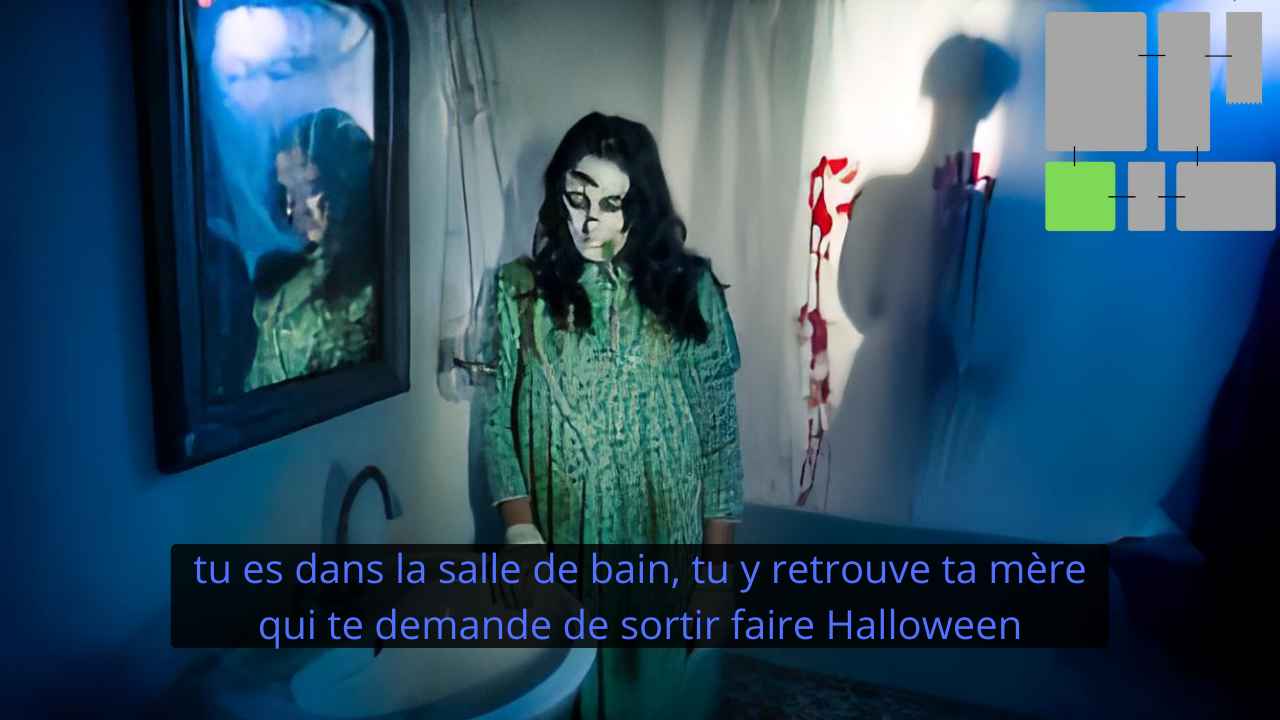 tu es dans la salle de bain, tu y retrouve ta mère
qui te demande de sortir faire Halloween